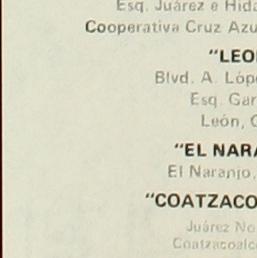 Esq. Juárez e Hida
Cooperativa Cruz Azu
"LEO
Blvd. A. Lópe
Esq. Gar
León, G
"EL NARA
El Naranjo,
"COATZACO
Juárez No
Coatzacoalc